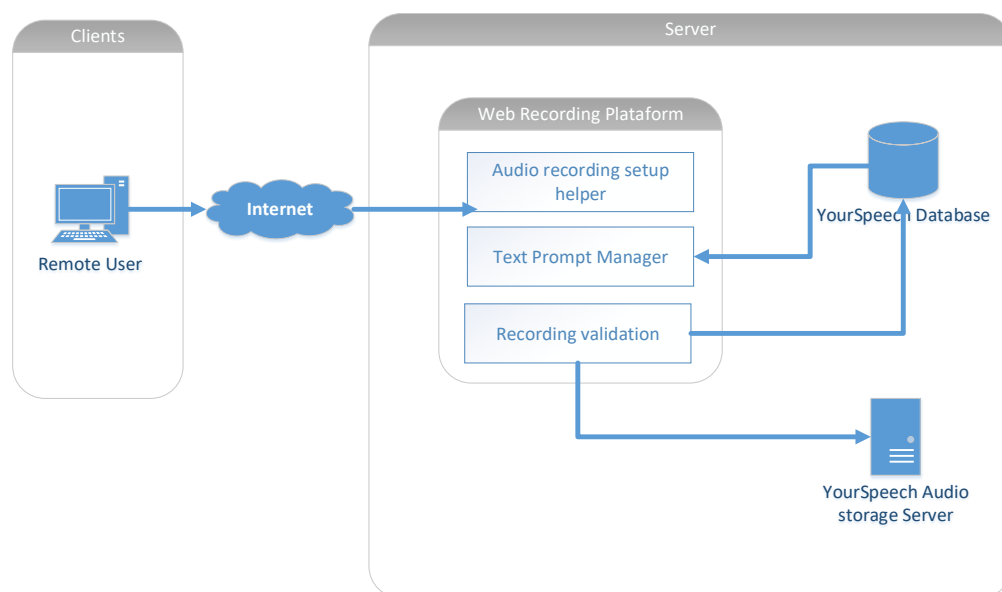 Clients
Server
Web Recording Plataform
Audio recording setup
helper
Internet
YourSpeech Database
Text Prompt Manager
Remote User
Recording validation
YourSpeech Audio
storage Server